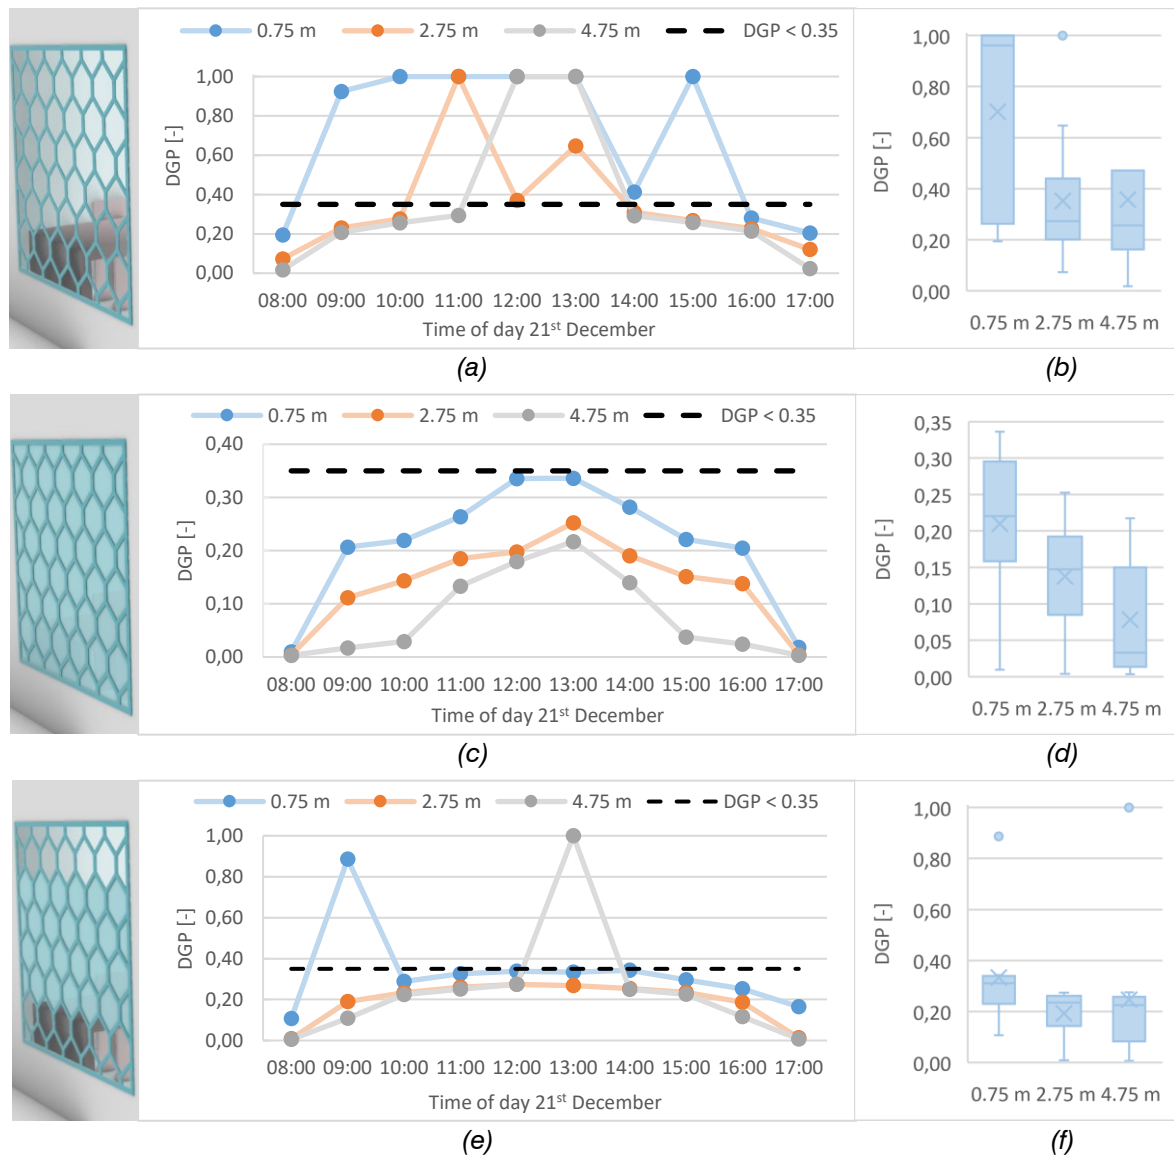 0.75 m 2.75 m 4.75 m DGP < 0.35
1,00
0,80
0,60
0,40
0,20
0,00
DGP [-]
08:00 09:00 10:00 11:00 12:00 13:00 14:00 15:00 16:00 17:00
Time of day 21st December
(a)
1,00
0,80
0,60
0,40
0,20
0,00
DGP [-]
0.75 m 2.75 m 4.75 m
(b)
0.75 m 2.75 m 4.75 m DGP < 0.35
0,40
0,30
0,20
0,10
0,00
DGP [-]
08:00 09:00 10:00 11:00 12:00 13:00 14:00 15:00 16:00 17:00
Time of day 21st December
(c)
0,35
0,30
0,25
0,20
0,15
0,10
0,05
0,00
DGP [-]
0.75 m 2.75 m 4.75 m
(d)
0.75 m 2.75 m 4.75 m DGP < 0.35
1,00
0,80
0,60
0,40
0,20
0,00
DGP [-]
08:00 09:00 10:00 11:00 12:00 13:00 14:00 15:00 16:00 17:00
Time of day 21st December
(e)
1,00
0,80
0,60
0,40
0,20
0,00
DGP [-]
0.75 m 2.75 m 4.75 m
(f)